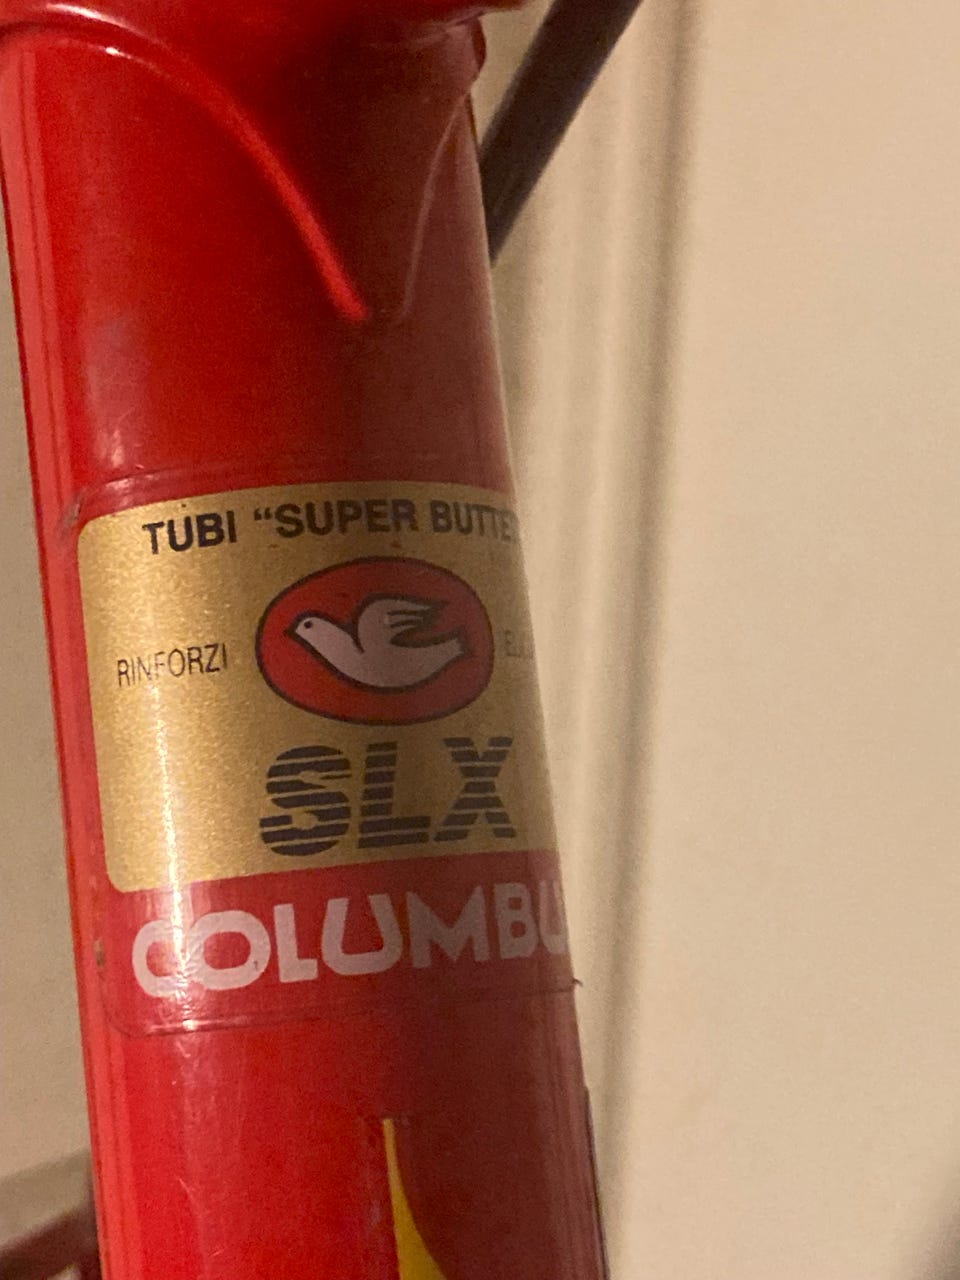 TUBI “SUPER BUTTE
RINFORZI
SLX
COLUMBU